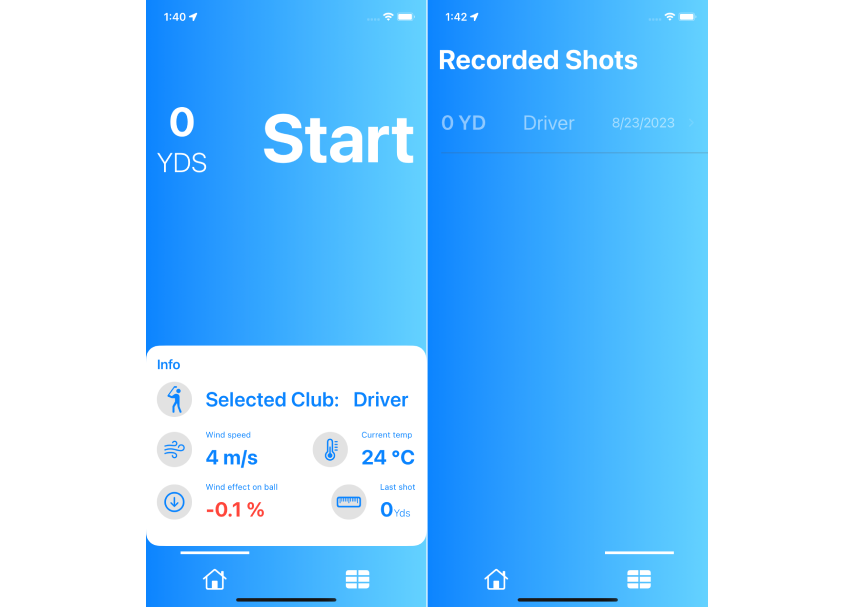 1:40
0
YDS
Start
Info
Selected Club: Driver
Wind speed
4 m/s
Current temp
24 °C
Wind effect on ball
-0.1 %
Last shot
0Yds
1:42
Recorded Shots
0 YD Driver 8/23/2023